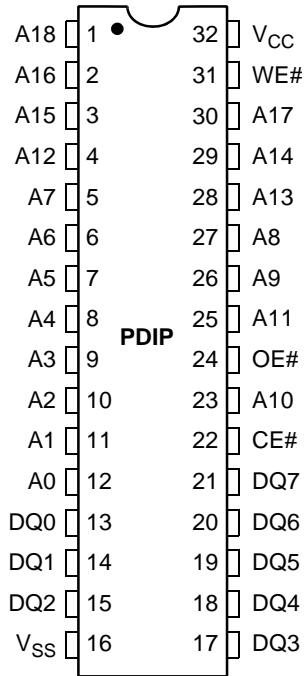 A18 1 32 VCC
A16 2 31 WE#
A15 3 30 A17
A12 4 29 A14
A7 5 28 A13
A6 6 27 A8
A5 7 26 A9
A4 8 25 A11
PDIP
A3 9 24 OE#
A2 10 23 A10
A1 11 22 CE#
A0 12 21 DQ7
DQ0 13 20 DQ6
DQ1 14 19 DQ5
DQ2 15 18 DQ4
VSS 16 17 DQ3